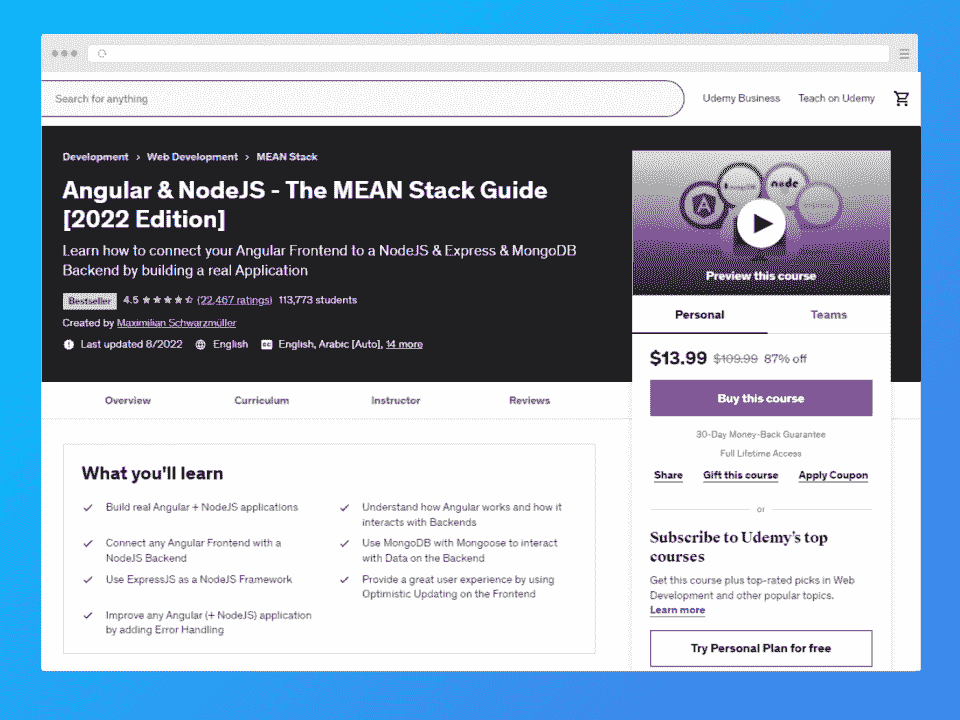 Search for anything
Udemy Business Teach on Udemy
Development › Web Development › MEAN Stack
Angular & NodeJS - The MEAN Stack Guide
[2022 Edition]
Learn how to connect your Angular Frontend to a NodeJS & Express & MongoDB
Backend by building a real Application
Bestseller 4.5 (22,467 ratings) 113,773 students
Created by Maximilian Schwarzmüller
Last updated 8/2022 English CC English, Arabic [Auto], 14 more
node
Preview this course
Personal Teams
$13.99 $109.99 87% off
Buy this course
30-Day Money-Back Guarantee
Full Lifetime Access
Share Gift this course Apply Coupon
or
Subscribe to Udemy's top
courses
Get this course plus top-rated picks in Web
Development and other popular topics.
Learn more
Try Personal Plan for free
Overview Curriculum Instructor Reviews
What you'll learn
Build real Angular + NodeJS applications
Connect any Angular Frontend with a
NodeJS Backend
Use ExpressJS as a NodeJS Framework
Improve any Angular (+ NodeJS) application
by adding Error Handling
Understand how Angular works and how it
interacts with Backends
Use MongoDB with Mongoose to interact
with Data on the Backend
Provide a great user experience by using
Optimistic Updating on the Frontend